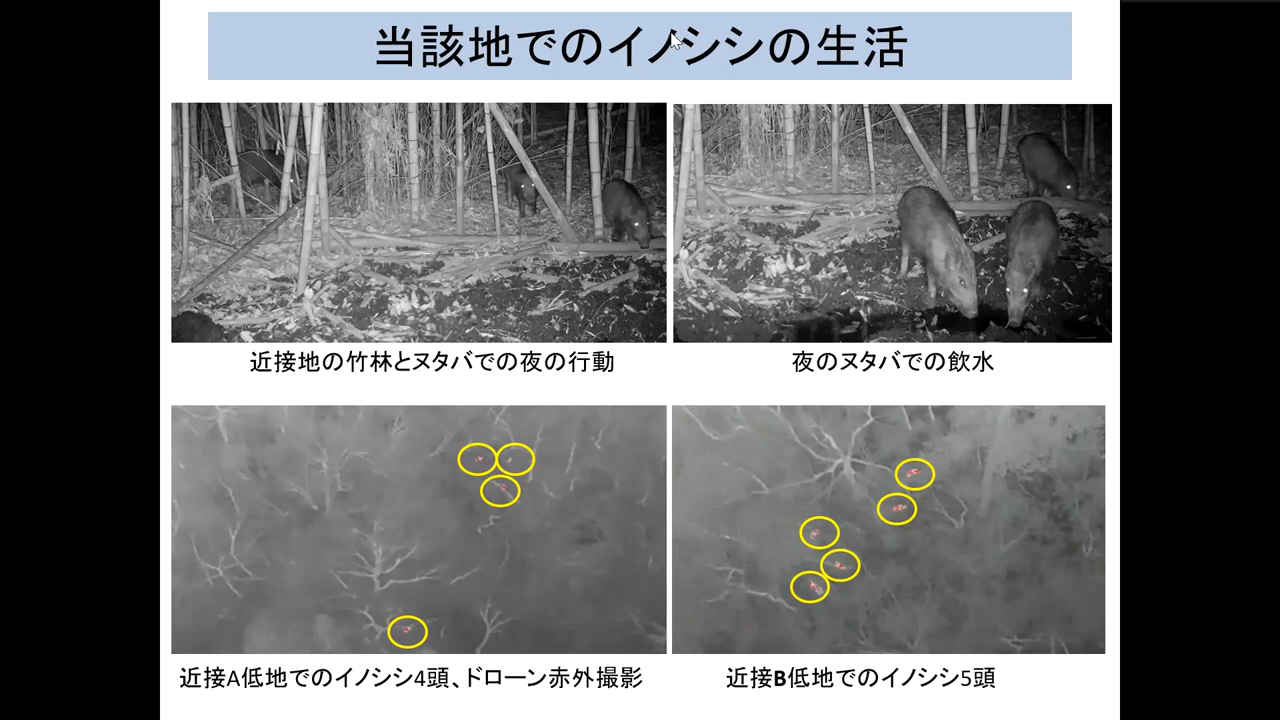 当該地でのイノシシの生活
近接地の竹林とヌタバでの夜の行動
夜のヌタバでの飲水
近接A低地でのイノシシ4頭、ドローン赤外撮影
近接B低地でのイノシシ5頭